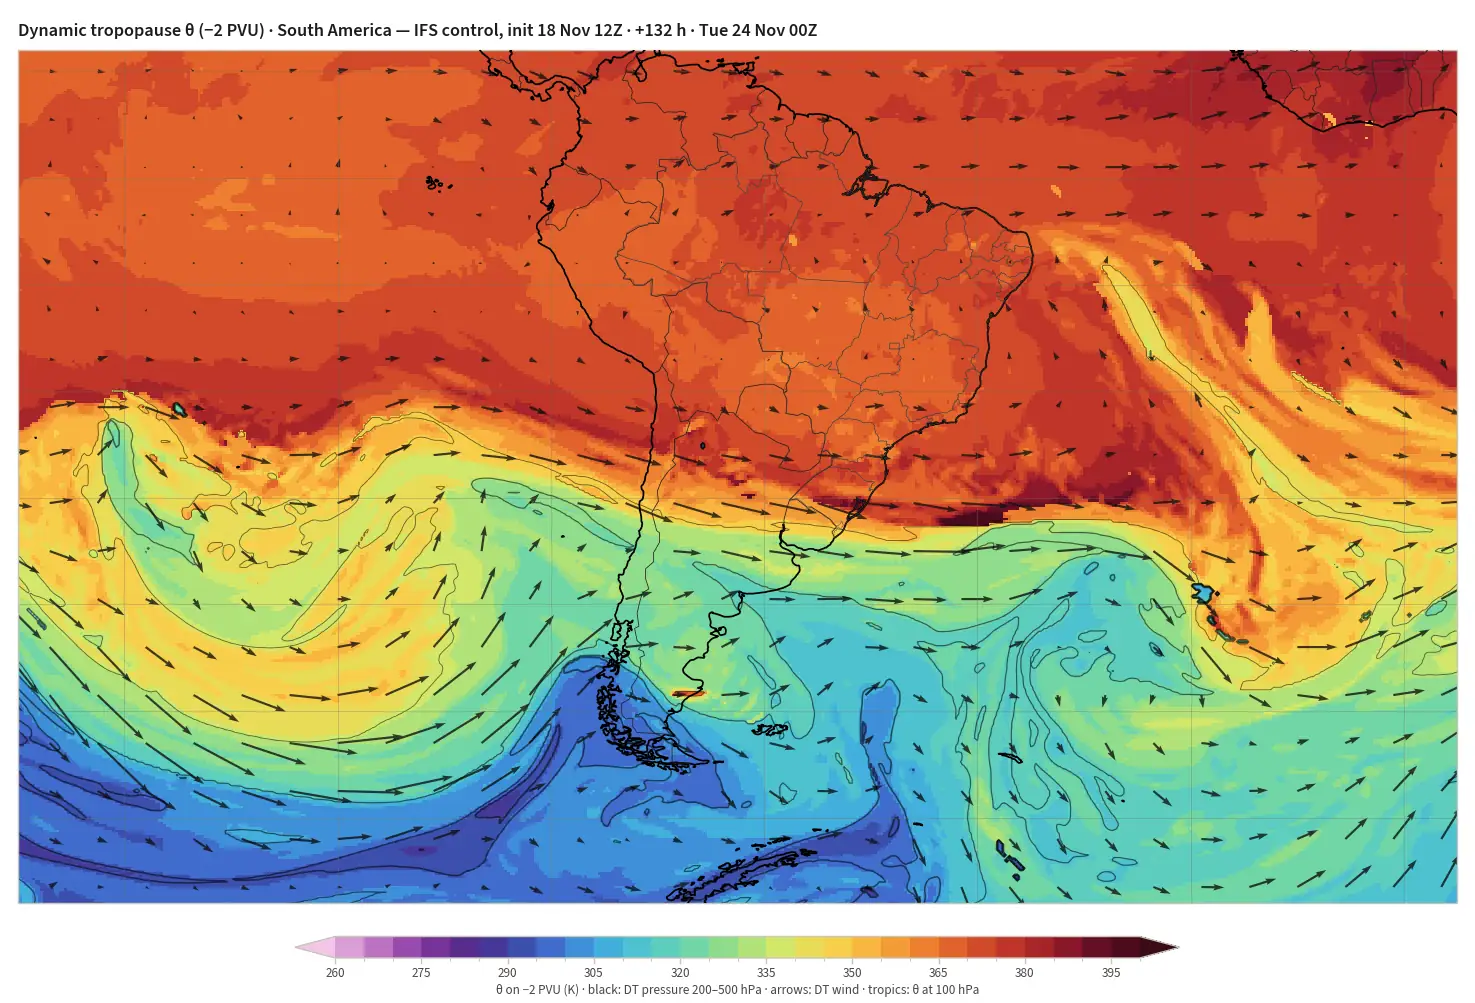 Dynamic tropopause θ (−2 PVU) · South America — IFS control, init 18 Nov 12Z · +132 h · Tue 24 Nov 00Z
260 275 290 305 320 335 350 365 380 395
θ on −2 PVU (K) · black: DT pressure 200–500 hPa · arrows: DT wind · tropics: θ at 100 hPa